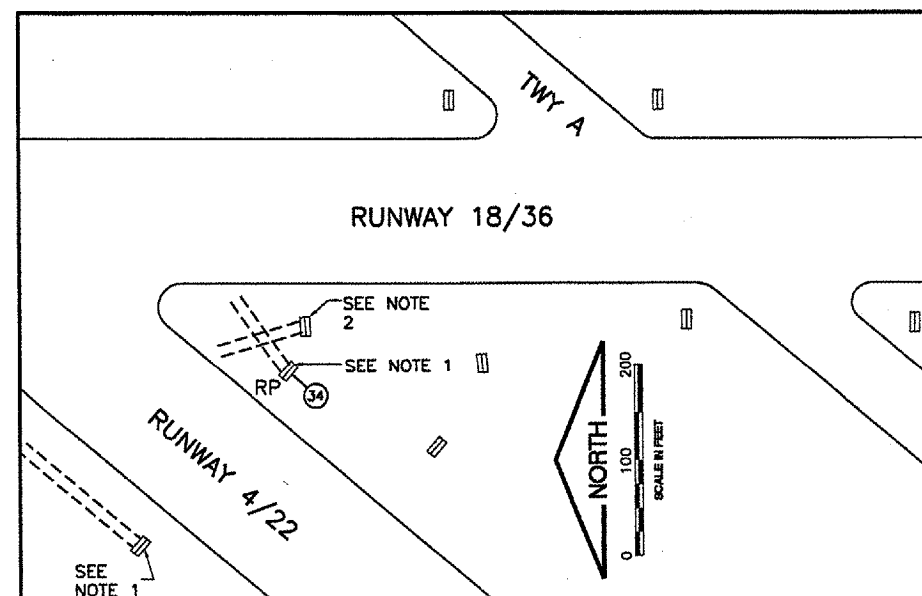 TWY A
RUNWAY 18/36
SEE NOTE
2
SEE NOTE 1
RP
34
RUNWAY 4/22
SEE
NOTE 1
NORTH
0 100 200
SCALE IN FEET